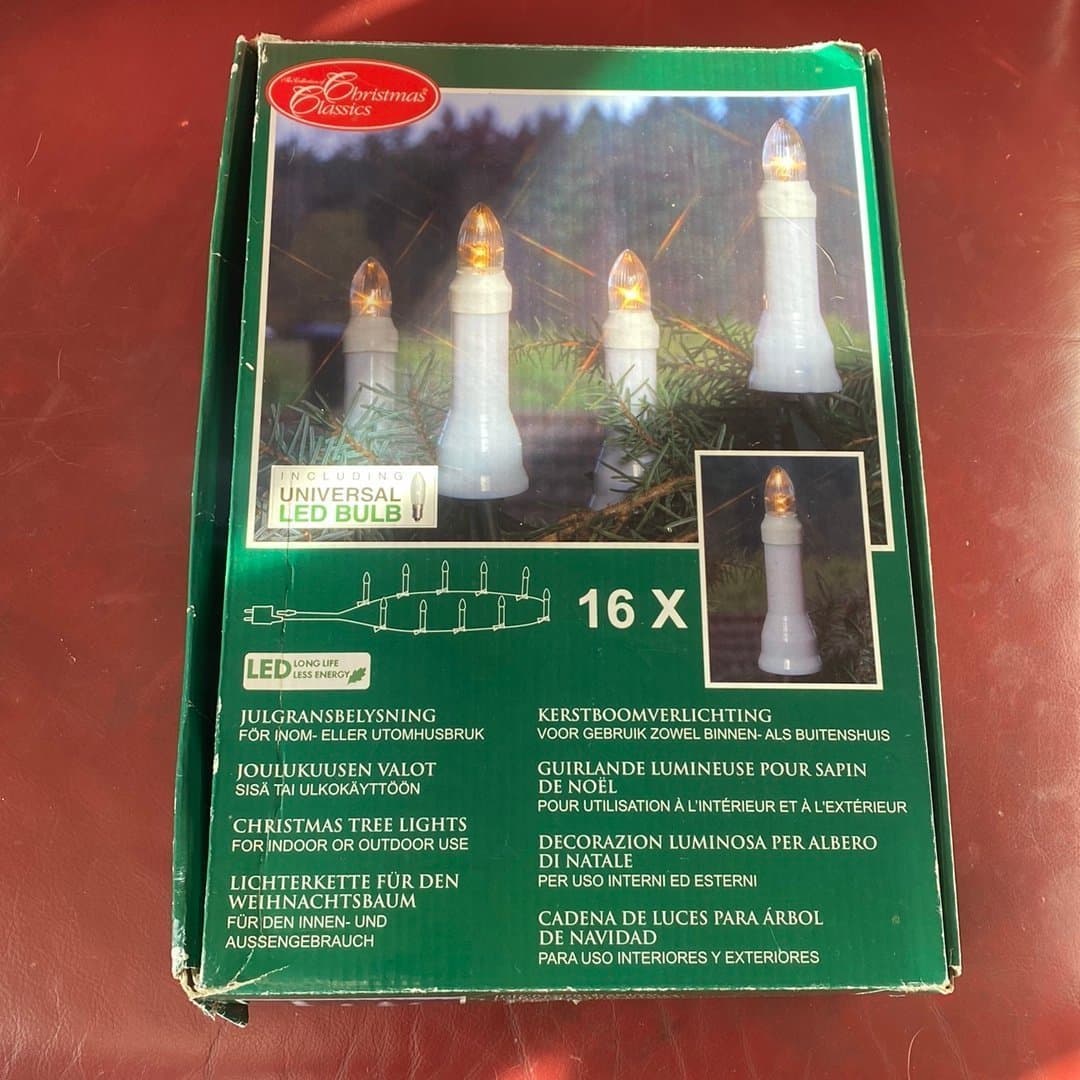 The Collection of
Christmas®
Classics
INCLUDING
UNIVERSAL
LED BULB
16 X
LED LONG LIFE
LESS ENERGY
JULGRANSBELYSNING
FÖR INOM- ELLER UTOMHUSBRUK
JOULUKUUSEN VALOT
SISÄ TAI ULKOKÄYTTÖÖN
CHRISTMAS TREE LIGHTS
FOR INDOOR OR OUTDOOR USE
LICHTERKETTE FÜR DEN
WEIHNACHTSBAUM
FÜR DEN INNEN- UND
AUSSENGEBRAUCH
KERSTBOOMVERLICHTING
VOOR GEBRUIK ZOWEL BINNEN- ALS BUITENSHUIS
GUIRLANDE LUMINEUSE POUR SAPIN
DE NOËL
POUR UTILISATION À L'INTÉRIEUR ET À L'EXTÉRIEUR
DECORAZION LUMINOSA PER ALBERO
DI NATALE
PER USO INTERNI ED ESTERNI
CADENA DE LUCES PARA ÁRBOL
DE NAVIDAD
PARA USO INTERIORES Y EXTERIORES